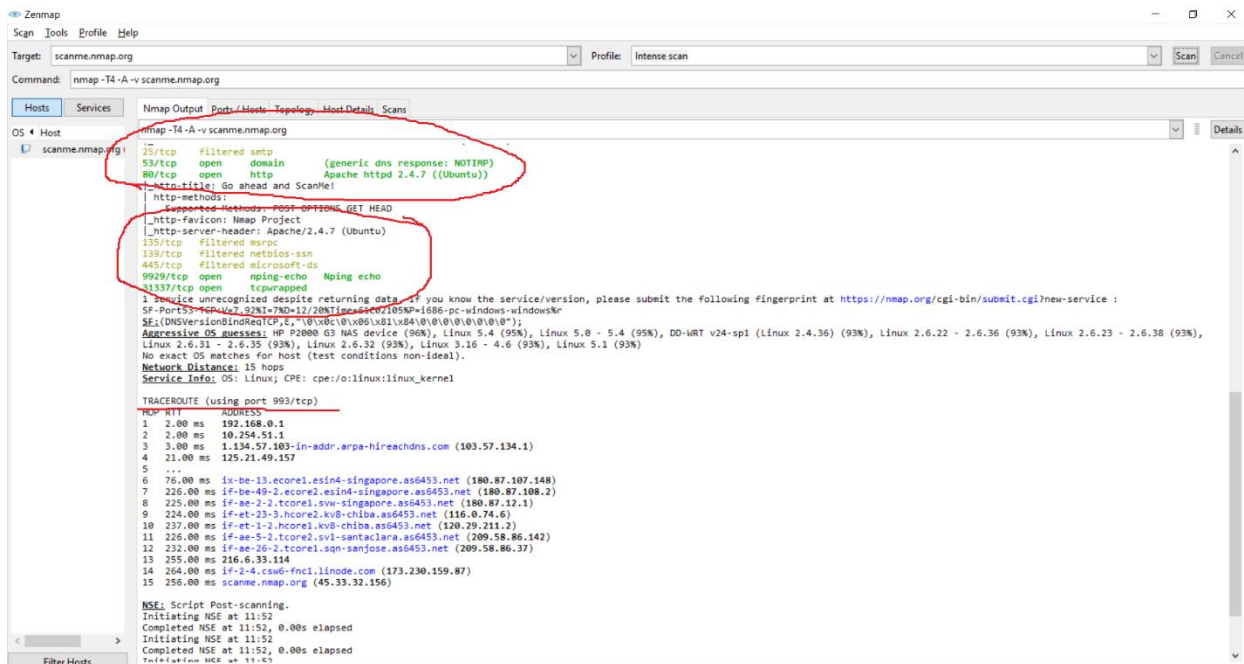 Zenmap
Scan Tools Profile Help
Target: scanme.nmap.org Profile: Intense scan Scan Cancel
Command: nmap -T4 -A -v scanme.nmap.org
Hosts Services Nmap Output Ports / Hosts Topology Host Details Scans
OS Host nmap -T4 -A -v scanme.nmap.org Details
scanme.nmap.org
25/tcp filtered smtp
53/tcp open domain (generic dns response: NOTIMP)
80/tcp open http Apache httpd 2.4.7 ((Ubuntu))
|_http-title: Go ahead and ScanMe!
| http-methods:
|_ Supported Methods: POST OPTIONS GET HEAD
|_http-favicon: Nmap Project
|_http-server-header: Apache/2.4.7 (Ubuntu)
135/tcp filtered msrpc
139/tcp filtered netbios-ssn
445/tcp filtered microsoft-ds
9929/tcp open nping-echo Nping echo
31337/tcp open tcpwrapped
1 service unrecognized despite returning data. If you know the service/version, please submit the following fingerprint at https://nmap.org/cgi-bin/submit.cgi?new-service :
SF-Port53-TCP:V=7.92%I=7%D=12/20%Time=61C02105%P=i686-pc-windows-windows%r
SF:(DNSVersionBindReqTCP,E,"\0\x0c\0\x06\x81\x84\0\0\0\0\0\0\0\0");
Aggressive OS guesses: HP P2000 G3 NAS device (96%), Linux 5.4 (95%), Linux 5.0 - 5.4 (95%), DD-WRT v24-sp1 (Linux 2.4.36) (93%), Linux 2.6.22 - 2.6.36 (93%), Linux 2.6.23 - 2.6.38 (93%),
Linux 2.6.31 - 2.6.35 (93%), Linux 2.6.32 (93%), Linux 3.16 - 4.6 (93%), Linux 5.1 (93%)
No exact OS matches for host (test conditions non-ideal).
Network Distance: 15 hops
Service Info: OS: Linux; CPE: cpe:/o:linux:linux_kernel
TRACEROUTE (using port 993/tcp)
HOP RTT ADDRESS
1 2.00 ms 192.168.0.1
2 2.00 ms 10.254.51.1
3 3.00 ms 1.134.57.103-in-addr.arpa-hireachdns.com (103.57.134.1)
4 21.00 ms 125.21.49.157
5 ...
6 76.00 ms ix-be-13.ecore1.esin4-singapore.as6453.net (180.87.107.148)
7 226.00 ms if-be-49-2.ecore2.esin4-singapore.as6453.net (180.87.108.2)
8 225.00 ms if-ae-2-2.tcore1.svw-singapore.as6453.net (180.87.12.1)
9 224.00 ms if-et-23-3.hcore2.kv8-chiba.as6453.net (116.0.74.6)
10 237.00 ms if-et-1-2.hcore1.kv8-chiba.as6453.net (120.29.211.2)
11 226.00 ms if-ae-5-2.tcore2.sv1-santaclara.as6453.net (209.58.86.142)
12 232.00 ms if-ae-26-2.tcore1.sqn-sanjose.as6453.net (209.58.86.37)
13 255.00 ms 216.6.33.114
14 264.00 ms if-2-4.csw6-fnc1.linode.com (173.230.159.87)
15 256.00 ms scanme.nmap.org (45.33.32.156)
NSE: Script Post-scanning.
Initiating NSE at 11:52
Completed NSE at 11:52, 0.00s elapsed
Initiating NSE at 11:52
Completed NSE at 11:52, 0.00s elapsed
Initiating NSE at 11:52
Filter Hosts